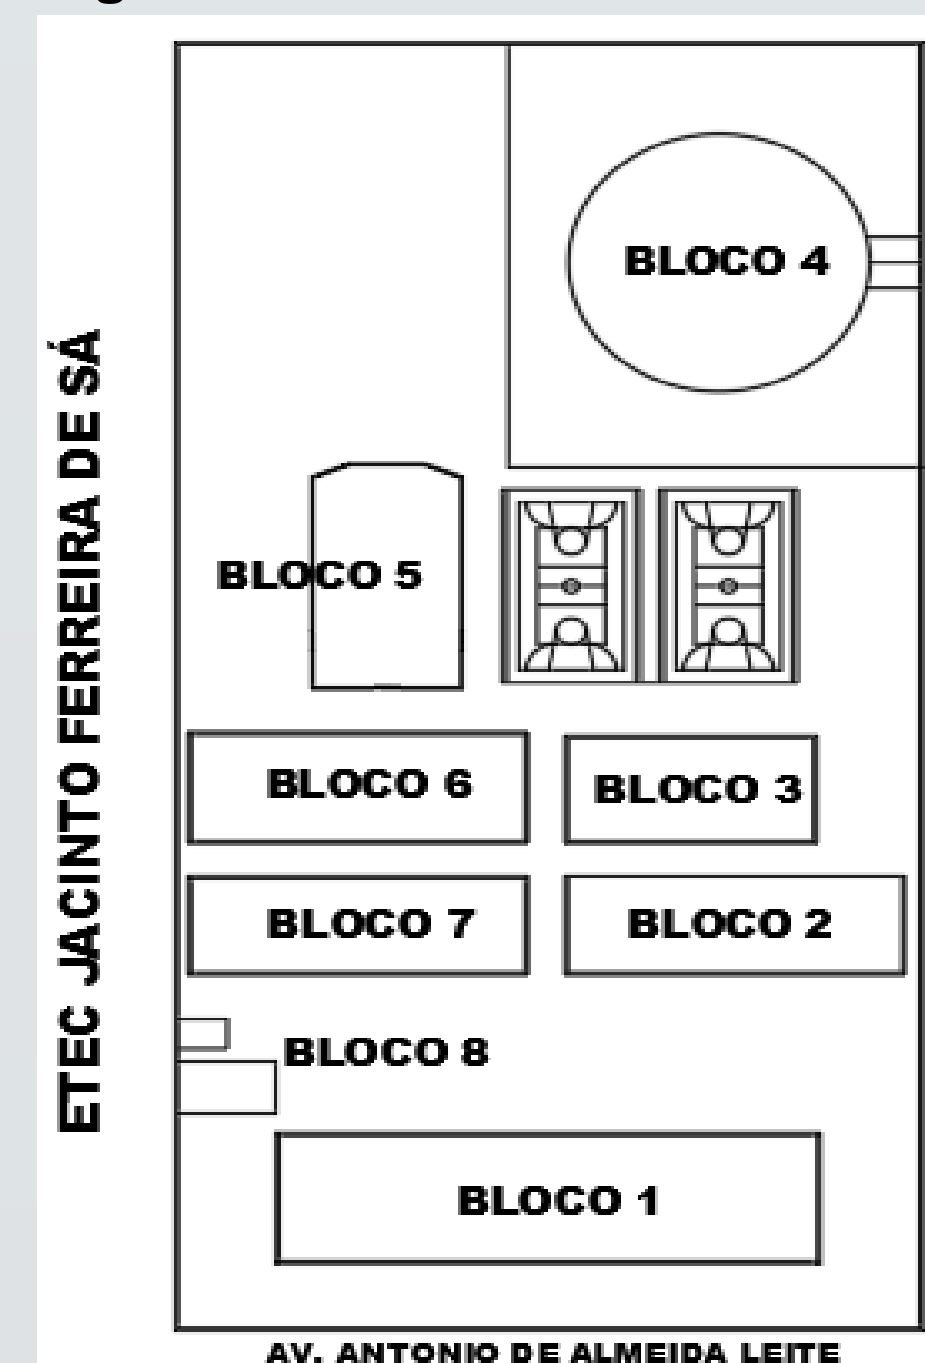 ETEC JACINTO FERREIRA DE SÁ
BLOCO 4
BLOCO 5
BLOCO 6
BLOCO 3
BLOCO 7
BLOCO 2
BLOCO 8
BLOCO 1
AV. ANTONIO DE ALMEIDA LEITE